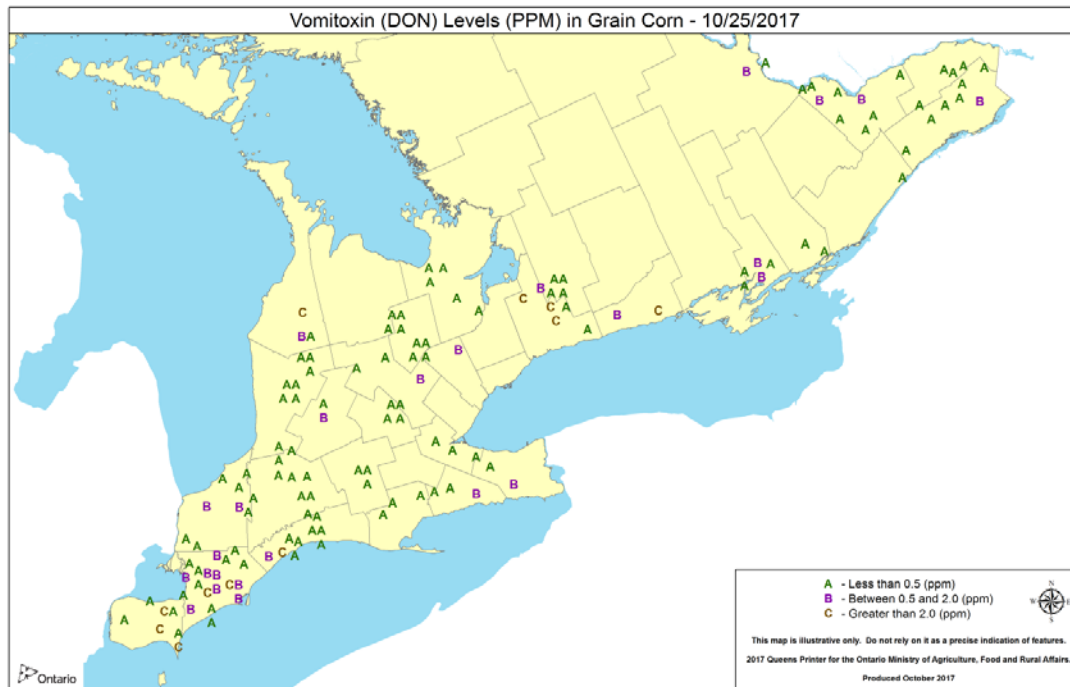 Vomitoxin (DON) Levels (PPM) in Grain Corn - 10/25/2017
B A
A A A A A
A
A A A
B B A A A B
A A A
A
A
A
A A
B A
A B
A
A A
A B A A
A C A A
C A
C A C
A A C B
A A A
B A
A A B
A A A A A
A A B
A A
A A A A A
B A A
A
A A A
A A
A A A
A A A A A
A A B
A A A A A A B
B B A A
A A A
A A
A A A
A A
A C
B A B A
A A
A B B
B
A C B
C B
A B
A
C A B A
A A
C A
C
A - Less than 0.5 (ppm)
B - Between 0.5 and 2.0 (ppm)
C - Greater than 2.0 (ppm)
N
W E
S
This map is illustrative only. Do not rely on it as a precise indication of features.
2017 Queens Printer for the Ontario Ministry of Agriculture, Food and Rural Affairs.
Produced October 2017
Ontario